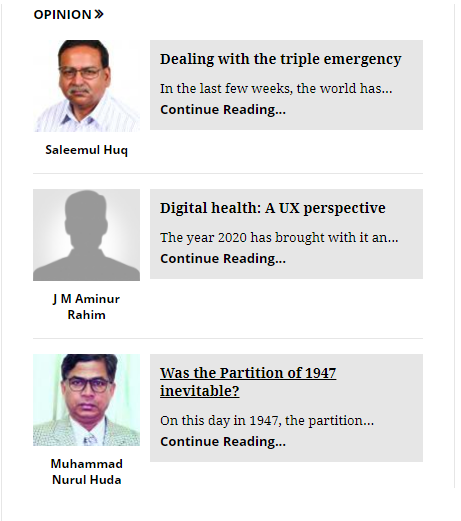 OPINION »
Dealing with the triple emergency
In the last few weeks, the world has...
Continue Reading...
Saleemul Huq
Digital health: A UX perspective
The year 2020 has brought with it an...
Continue Reading...
J M Aminur
Rahim
Was the Partition of 1947
inevitable?
On this day in 1947, the partition...
Continue Reading...
Muhammad
Nurul Huda